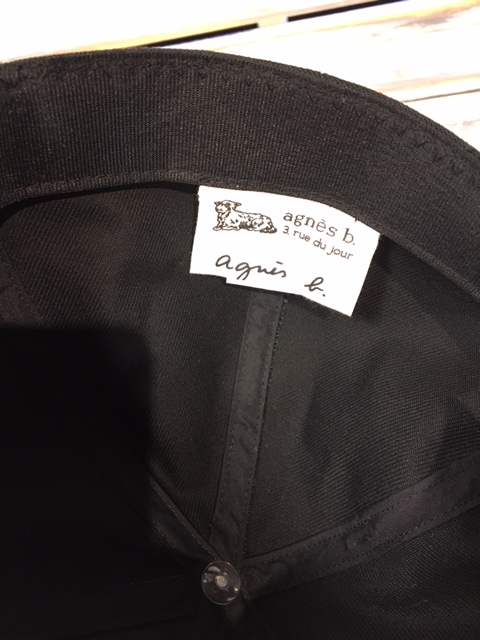 agnès b.
3. rue du jour
agnès b.